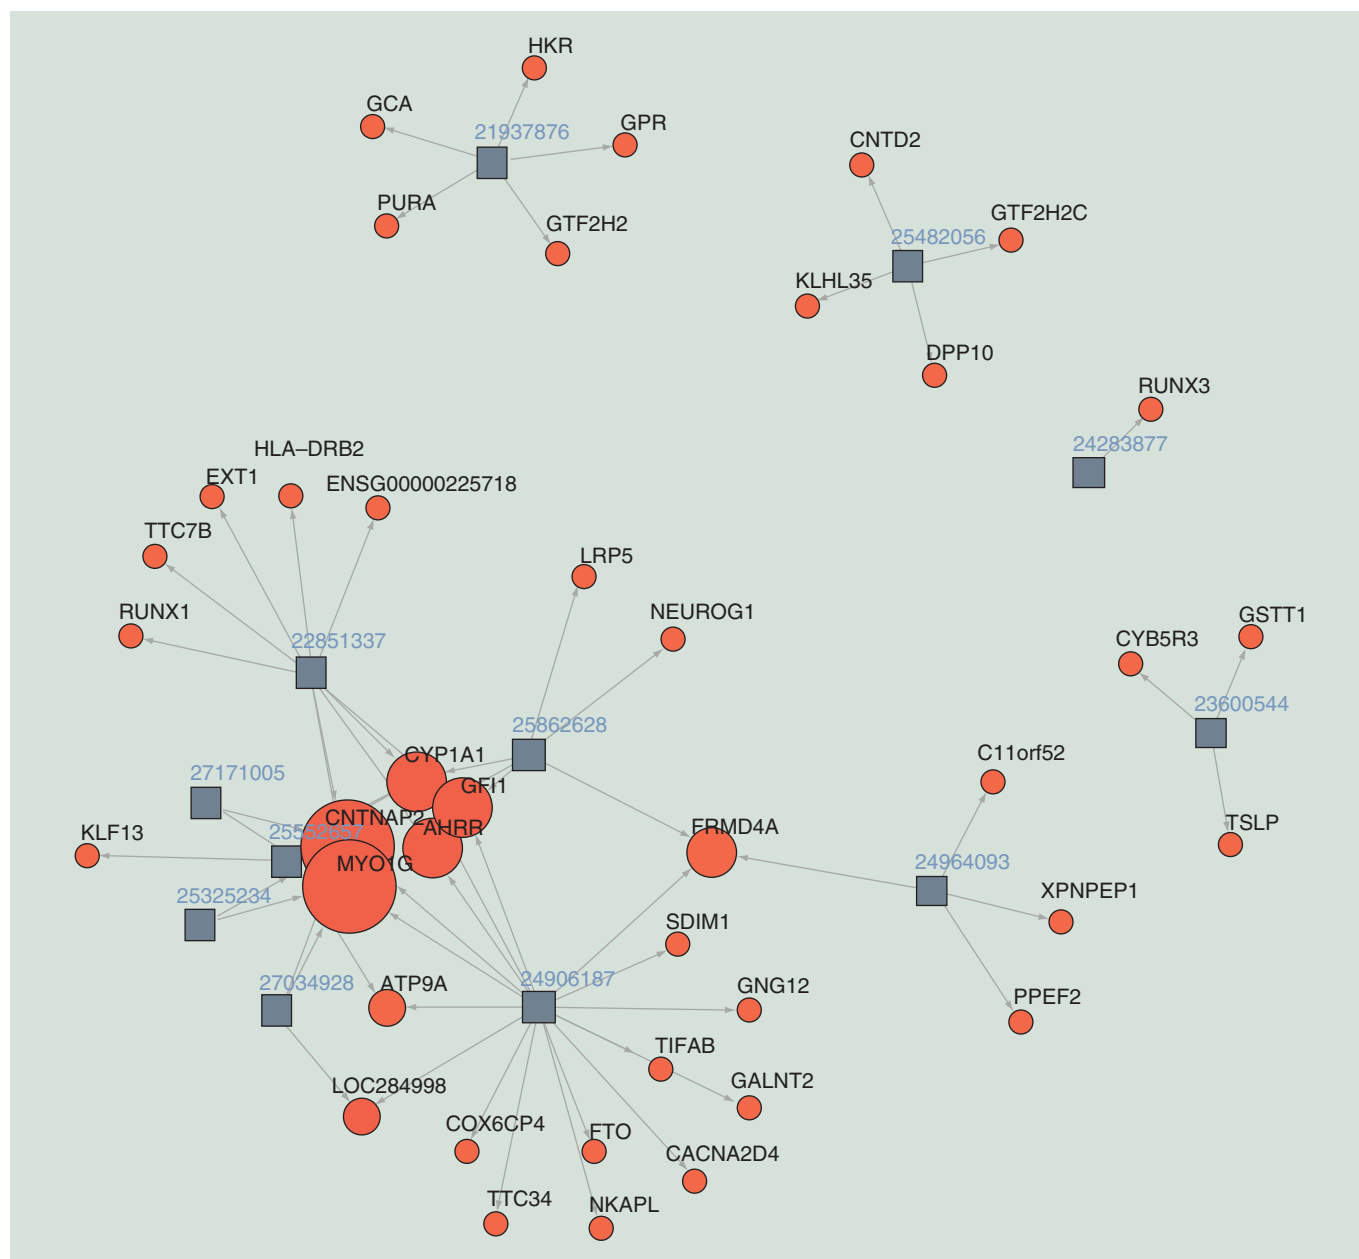 HKR
GCA
21937876
GPR
CNTD2
PURA
GTF2H2
GTF2H2C
25482056
KLHL35
DPP10
RUNX3
24283877
HLA–DRB2
EXT1
ENSG00000225718
TTC7B
LRP5
RUNX1
NEUROG1
GSTT1
CYB5R3
22851337
23600544
25862628
C11orf52
CYP1A1
27171005
GFI1
CNTNAP2
TSLP
KLF13
25552657
AHRR
FRMD4A
MYO1G
24964093
25325234
XPNPEP1
SDIM1
27034928
ATP9A
24906187
GNG12
PPEF2
TIFAB
LOC284998
GALNT2
COX6CP4
FTO
CACNA2D4
TTC34
NKAPL